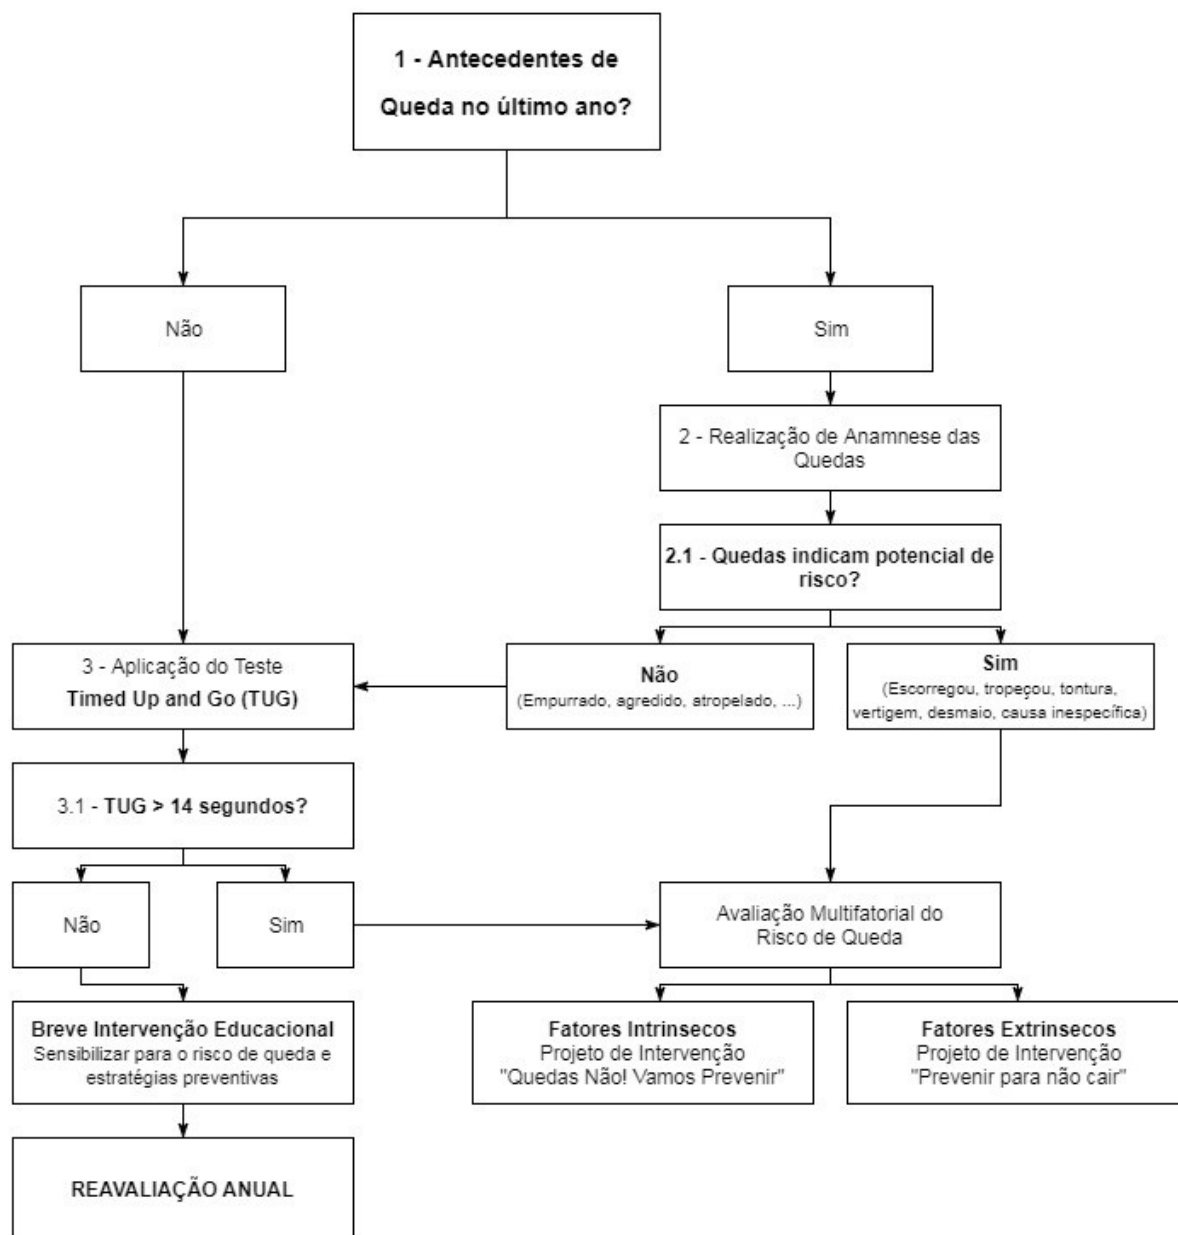 1 - Antecedentes de
Queda no último ano?
Não
Sim
2 - Realização de Anamnese das
Quedas
2.1 - Quedas indicam potencial de
risco?
3 - Aplicação do Teste
Timed Up and Go (TUG)
Não
(Empurrado, agredido, atropelado, ...)
Sim
(Escorregou, tropeçou, tontura,
vertigem, desmaio, causa inespecífica)
3.1 - TUG > 14 segundos?
Não
Sim
Avaliação Multifatorial do
Risco de Queda
Breve Intervenção Educacional
Sensibilizar para o risco de queda e
estratégias preventivas
Fatores Intrinsecos
Projeto de Intervenção
"Quedas Não! Vamos Prevenir"
Fatores Extrinsecos
Projeto de Intervenção
"Prevenir para não cair"
REAVALIAÇÃO ANUAL